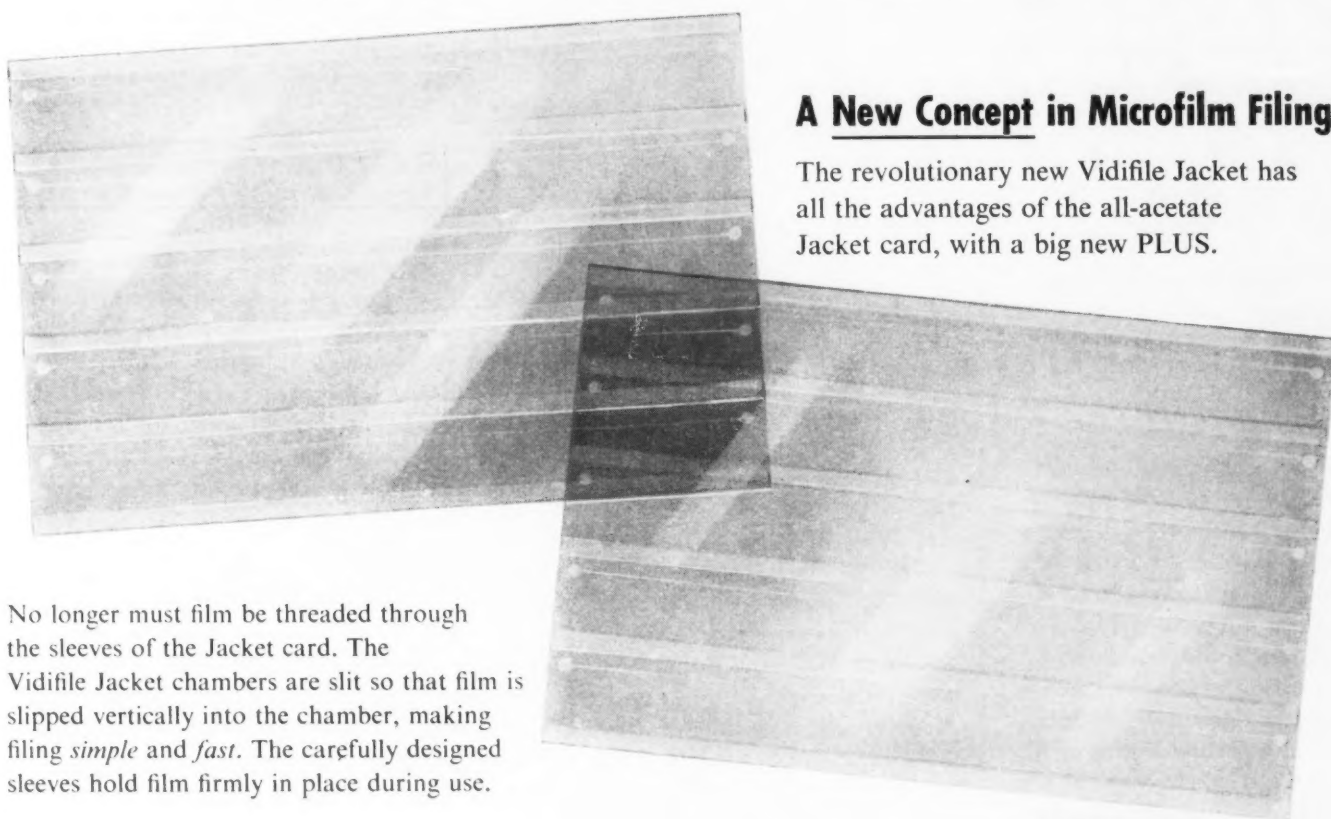 A New Concept in Microfilm Filing
The revolutionary new Vidifile Jacket has
all the advantages of the all-acetate
Jacket card, with a big new PLUS.
No longer must film be threaded through
the sleeves of the Jacket card. The
Vidifile Jacket chambers are slit so that film is
slipped vertically into the chamber, making
filing simple and fast. The carefully designed
sleeves hold film firmly in place during use.